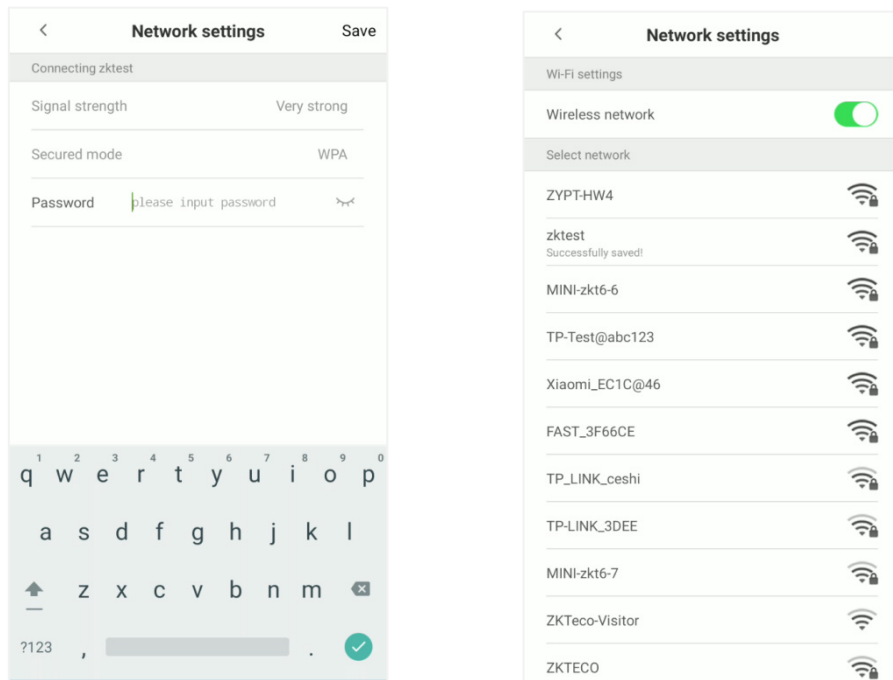 Network settings Save
Connecting zktest
Signal strength Very strong
Secured mode WPA
Password please input password
1 2 3 4 5 6 7 8 9 0
q w e r t y u i o p
a s d f g h j k l
z x c v b n m
?123 , .
Network settings
Wi-Fi settings
Wireless network
Select network
ZYPT-HW4
zktest
Successfully saved!
MINI-zkt6-6
TP-Test@abc123
Xiaomi_EC1C@46
FAST_3F66CE
TP_LINK_ceshi
TP-LINK_3DEE
MINI-zkt6-7
ZKTeco-Visitor
ZKTECO